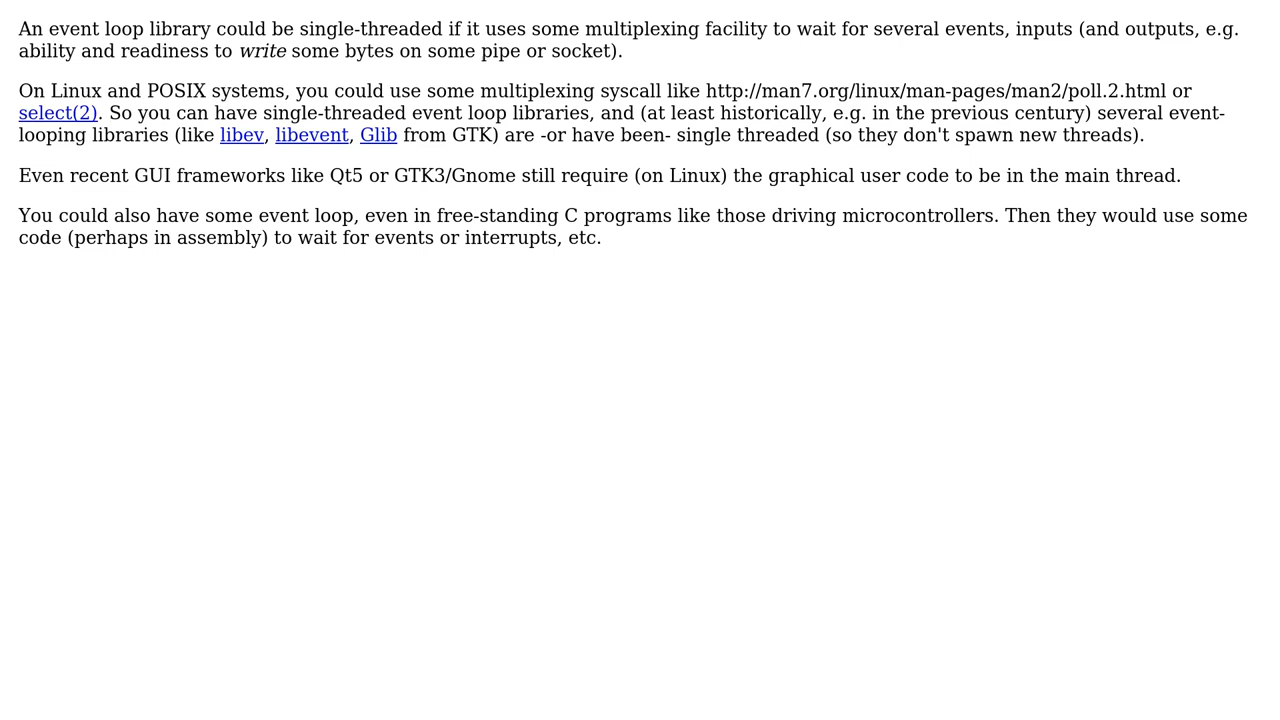 An event loop library could be single-threaded if it uses some multiplexing facility to wait for several events, inputs (and outputs, e.g.
ability and readiness to write some bytes on some pipe or socket).
On Linux and POSIX systems, you could use some multiplexing syscall like http://man7.org/linux/man-pages/man2/poll.2.html or
select(2). So you can have single-threaded event loop libraries, and (at least historically, e.g. in the previous century) several event-
looping libraries (like libev, libevent, Glib from GTK) are -or have been- single threaded (so they don't spawn new threads).
Even recent GUI frameworks like Qt5 or GTK3/Gnome still require (on Linux) the graphical user code to be in the main thread.
You could also have some event loop, even in free-standing C programs like those driving microcontrollers. Then they would use some
code (perhaps in assembly) to wait for events or interrupts, etc.